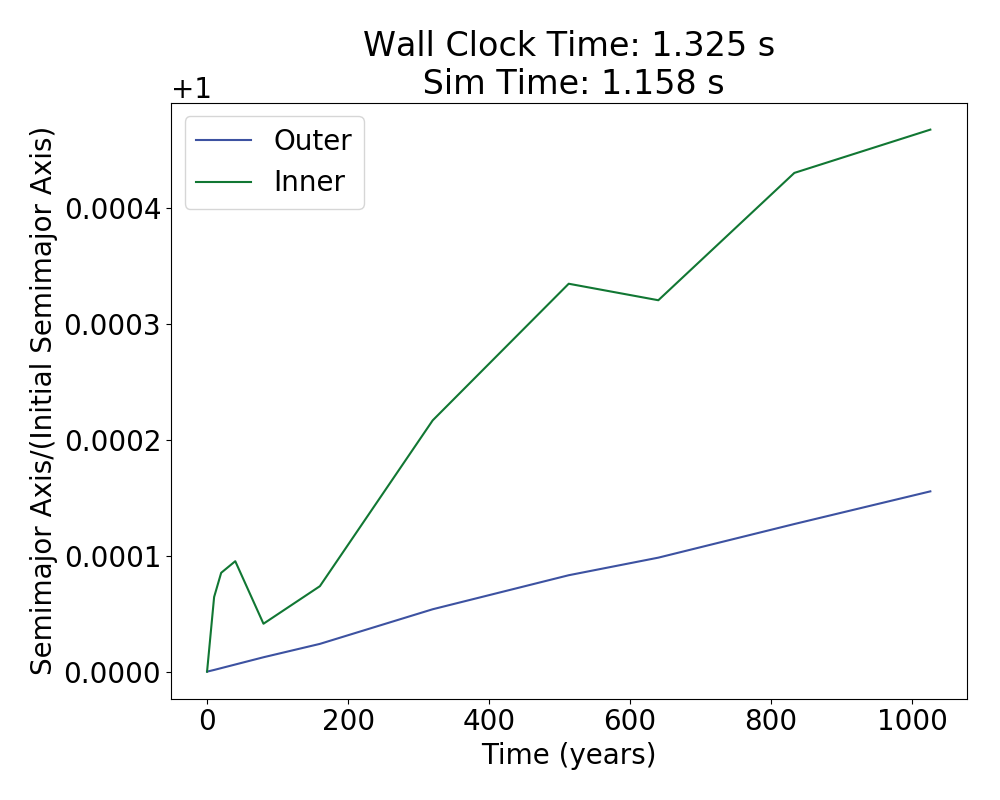 Wall Clock Time: 1.325 s
Sim Time: 1.158 s
+1
Outer
Inner
0.0004
0.0003
0.0002
0.0001
0.0000
Semimajor Axis/(Initial Semimajor Axis)
0 200 400 600 800 1000
Time (years)